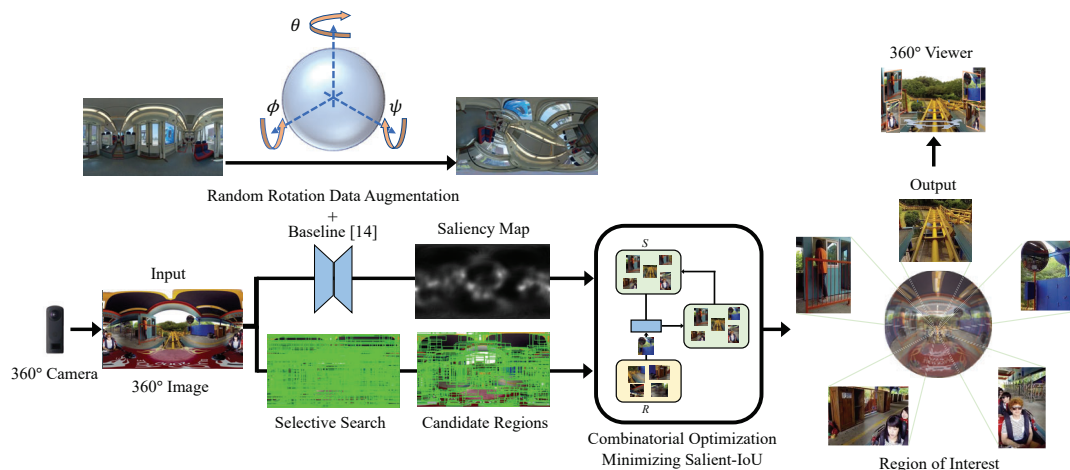 θ
ϕ
ψ
Random Rotation Data Augmentation
+
Baseline [14]
Saliency Map
Input
360° Camera
360° Image
Selective Search
Candidate Regions
S
R
Combinatorial Optimization
Minimizing Salient-IoU
360° Viewer
Output
Region of Interest